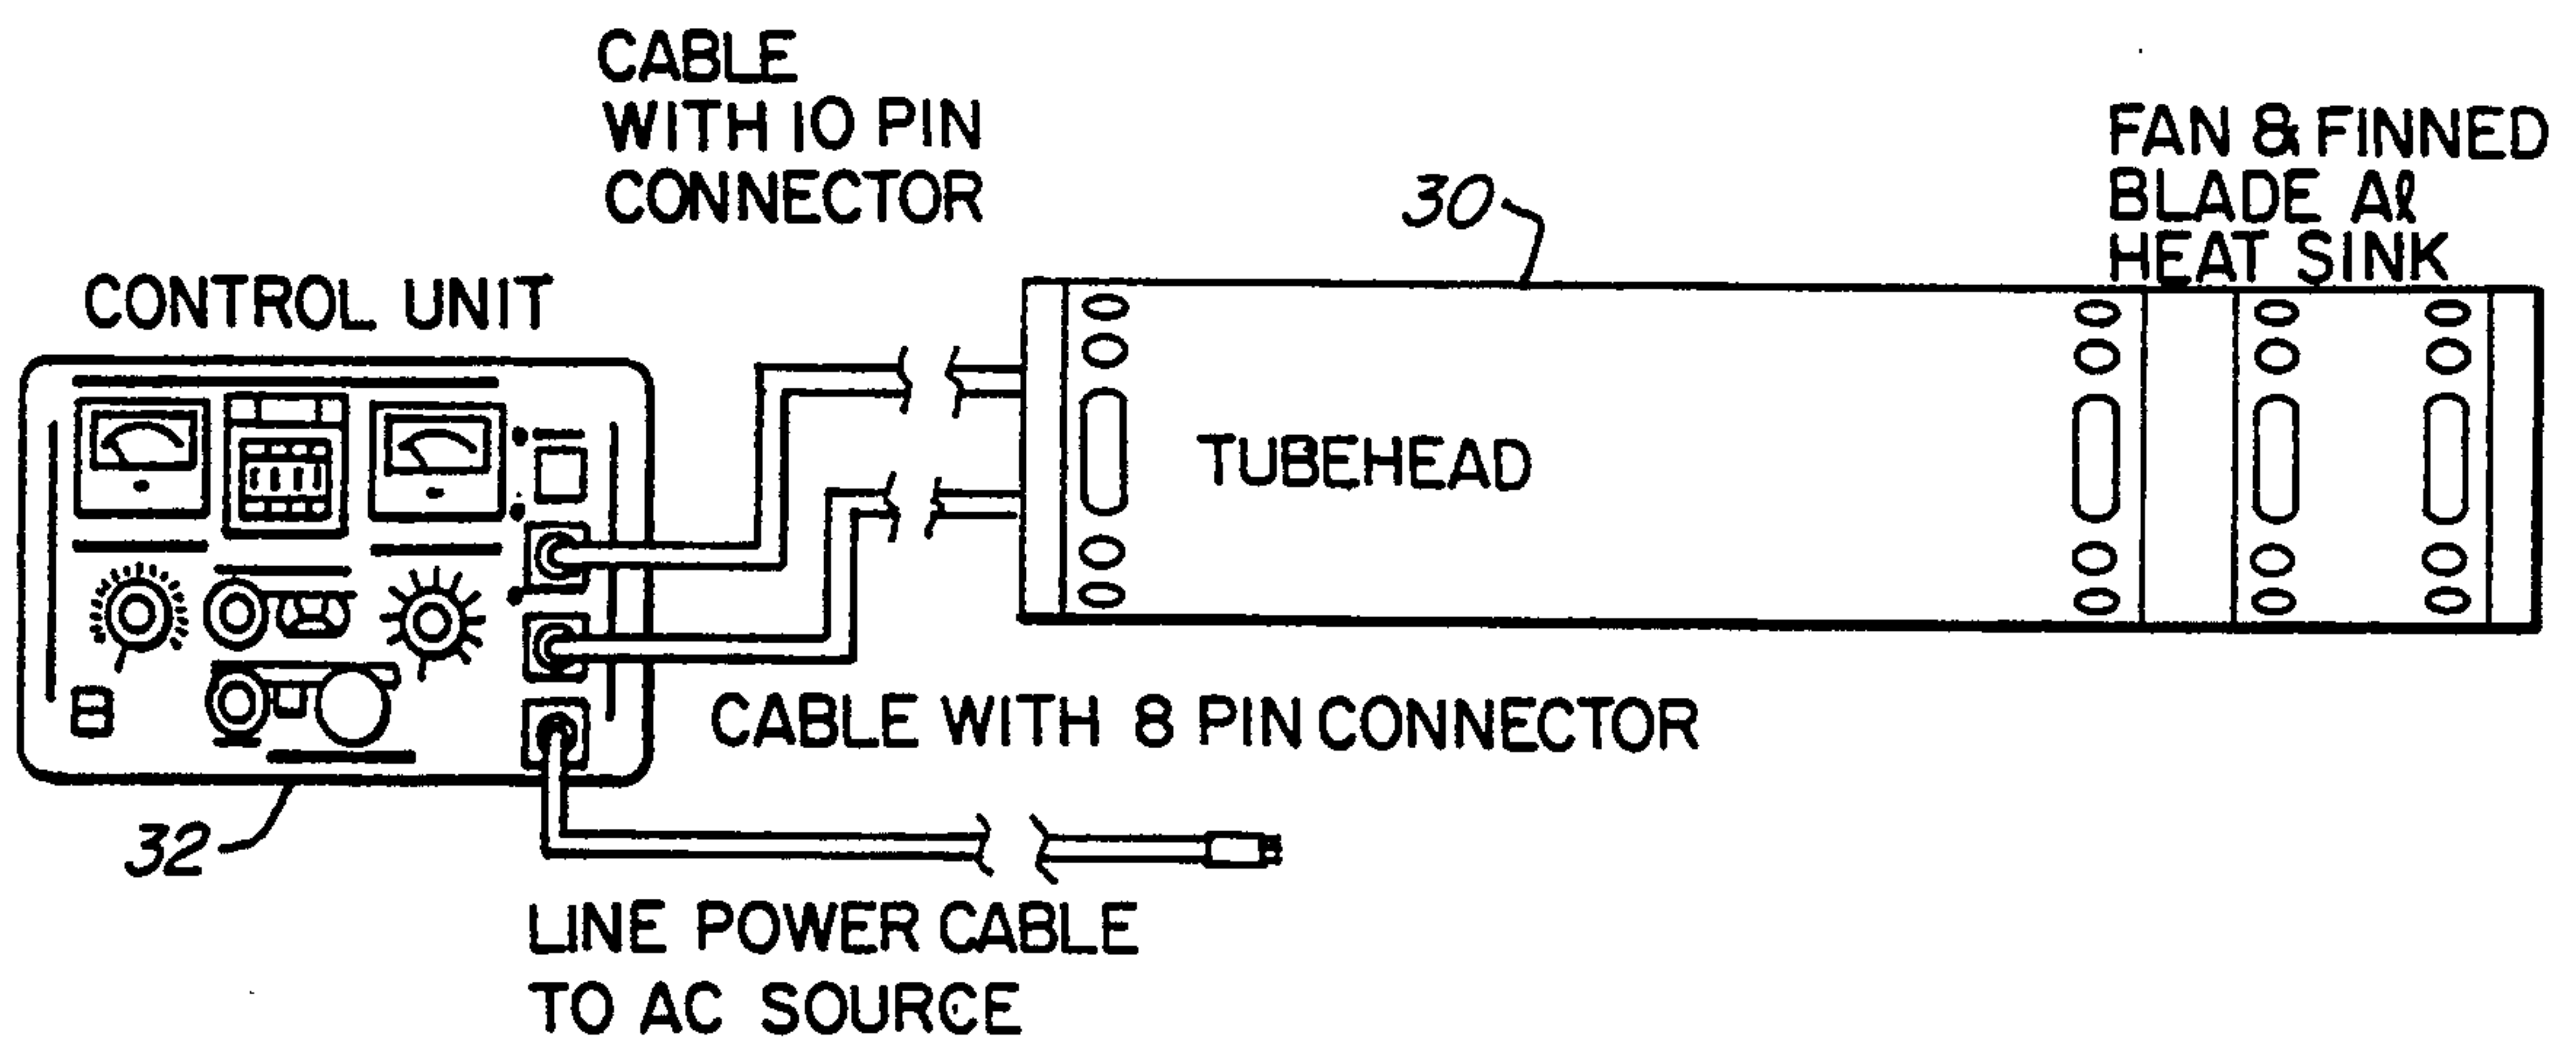 CABLE
WITH 10 PIN
CONNECTOR
FAN & FINNED
BLADE Al
HEAT SINK
30
CONTROL UNIT
TUBEHEAD
CABLE WITH 8 PIN CONNECTOR
32
LINE POWER CABLE
TO AC SOURCE